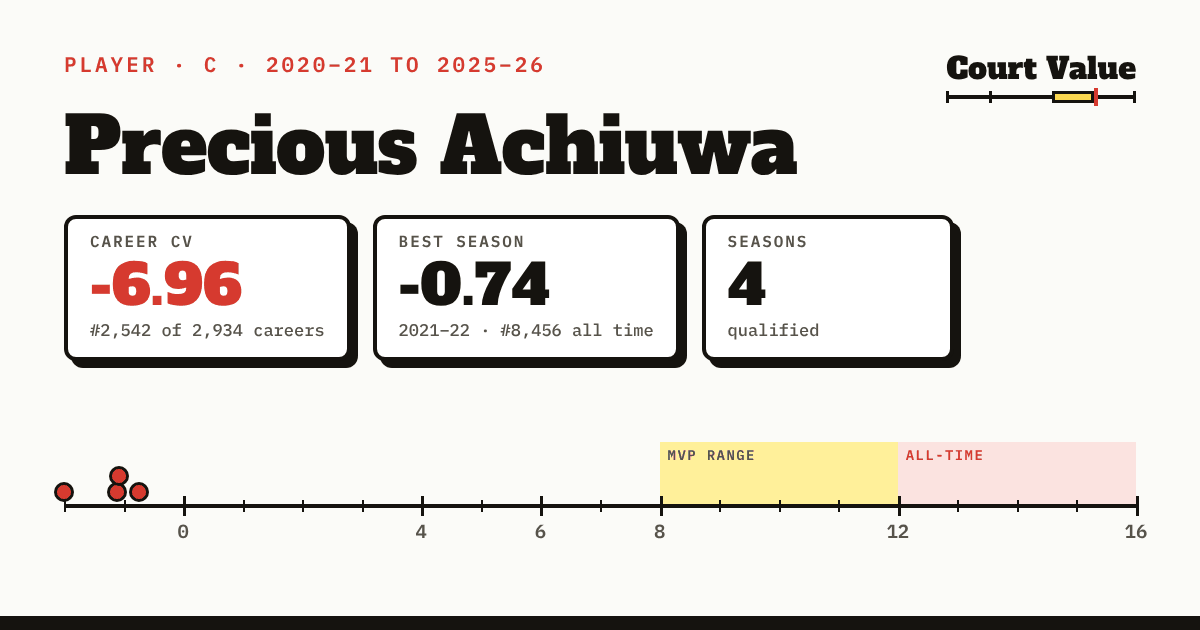 PLAYER · C · 2020–21 TO 2025–26
Court Value
Precious Achiuwa
CAREER CV
-6.96
#2,542 of 2,934 careers
BEST SEASON
-0.74
2021–22 · #8,456 all time
SEASONS
4
qualified
MVP RANGE
ALL-TIME
0 4 6 8 12 16